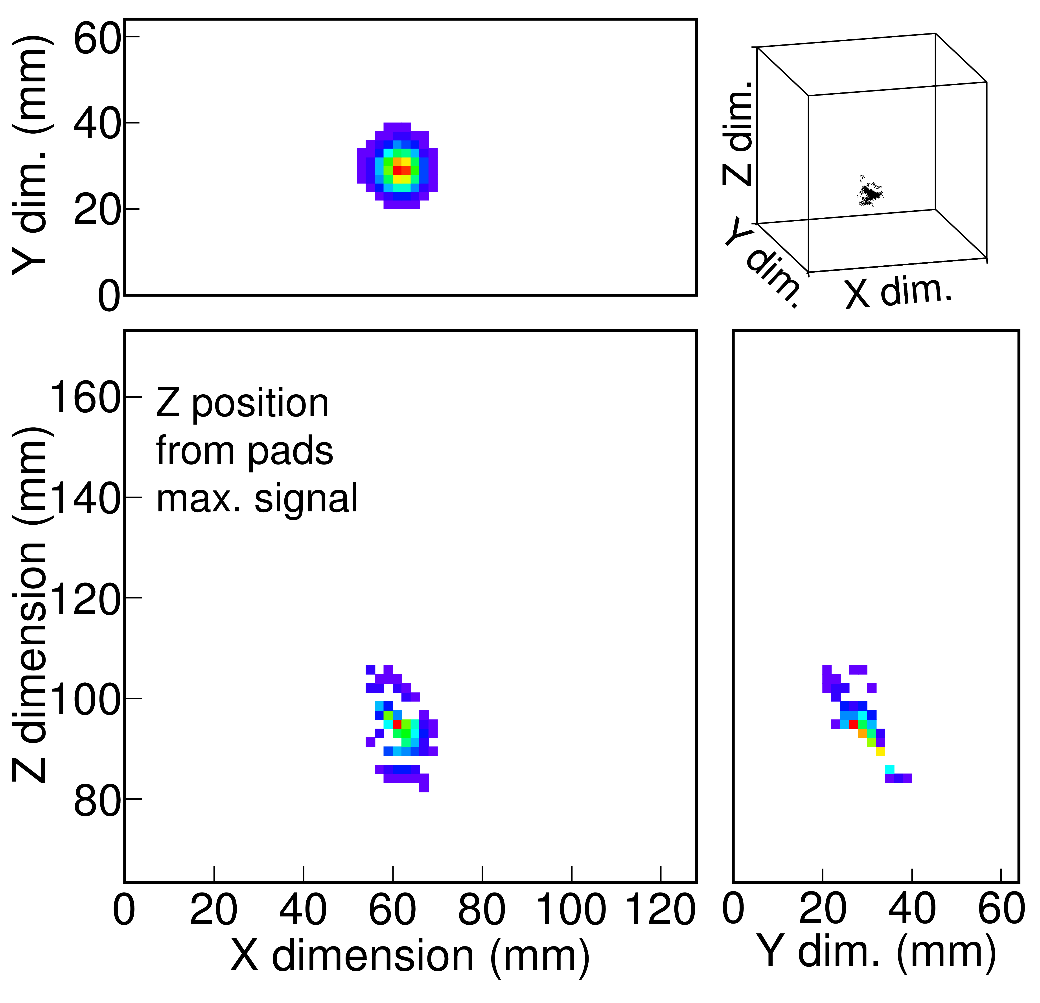 60
40
20
0
Y dim. (mm)
Z dim.
Y dim.
X dim.
160
140
120
100
80
Z dimension (mm)
Z position
from pads
max. signal
0 20 40 60 80 100 120
X dimension (mm)
0 20 40 60
Y dim. (mm)